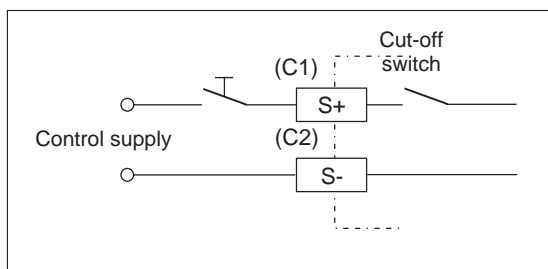 Cut-off
switch
(C1)
S+
Control supply
(C2)
S-